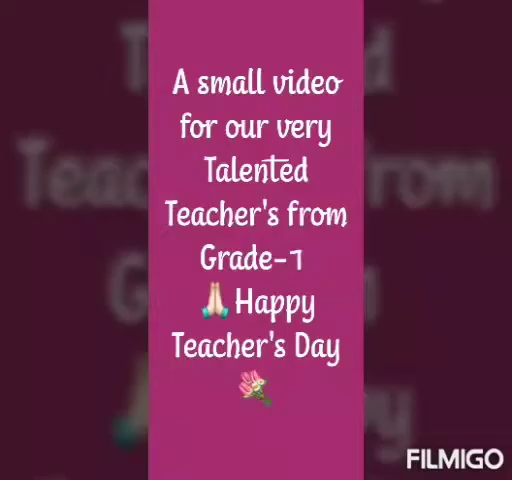 A small video
for our very
Talented
Teacher's from
Grade-1
🙏🏻Happy
Teacher's Day
💐
FILMIGO